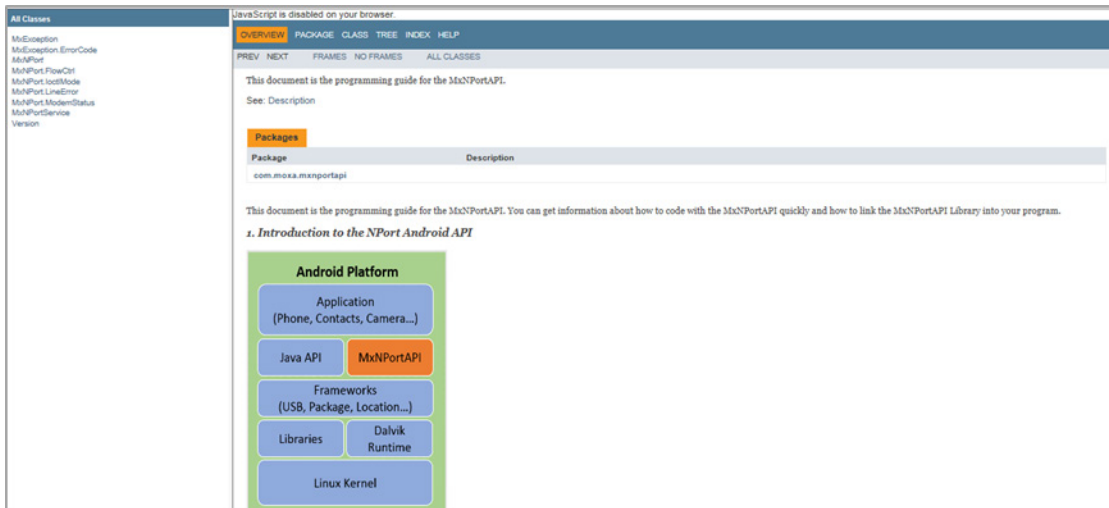 All Classes
MxException
MxException.ErrorCode
MxNPort
MxNPort.FlowCtrl
MxNPort.IoctlMode
MxNPort.LineError
MxNPort.ModemStatus
MxNPortService
Version
JavaScript is disabled on your browser.
OVERVIEW PACKAGE CLASS TREE INDEX HELP
PREV NEXT FRAMES NO FRAMES ALL CLASSES
This document is the programming guide for the MxNPortAPI.
See: Description
Packages
Package Description
com.moxa.mxnportapi
This document is the programming guide for the MxNPortAPI. You can get information about how to code with the MxNPortAPI quickly and how to link the MxNPortAPI Library into your program.
1. Introduction to the NPort Android API
Android Platform
Application
(Phone, Contacts, Camera...)
Java API MxNPortAPI
Frameworks
(USB, Package, Location...)
Libraries Dalvik
Runtime
Linux Kernel